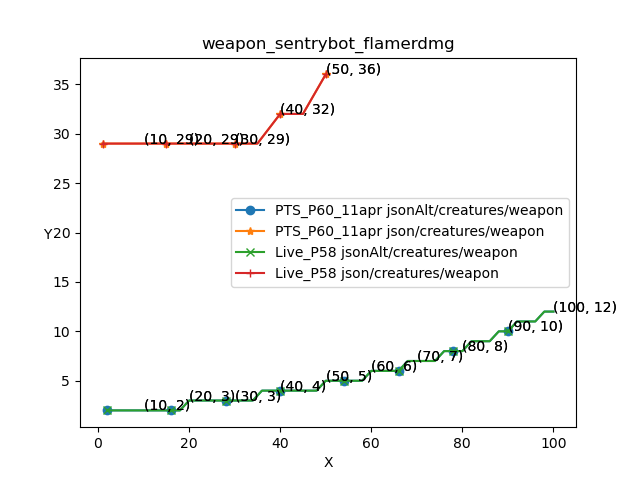 weapon_sentrybot_flamerdmg
35
30
25
Y20
15
10
5
(50, 36)
(40, 32)
(10, 29)(20, 29)(30, 29)
PTS_P60_11apr jsonAlt/creatures/weapon
PTS_P60_11apr json/creatures/weapon
Live_P58 jsonAlt/creatures/weapon
Live_P58 json/creatures/weapon
(100, 12)
(90, 10)
(80, 8)
(70, 7)
(60, 6)
(50, 5)
(40, 4)
(20, 3)(30, 3)
(10, 2)
0 20 40 60 80 100
X